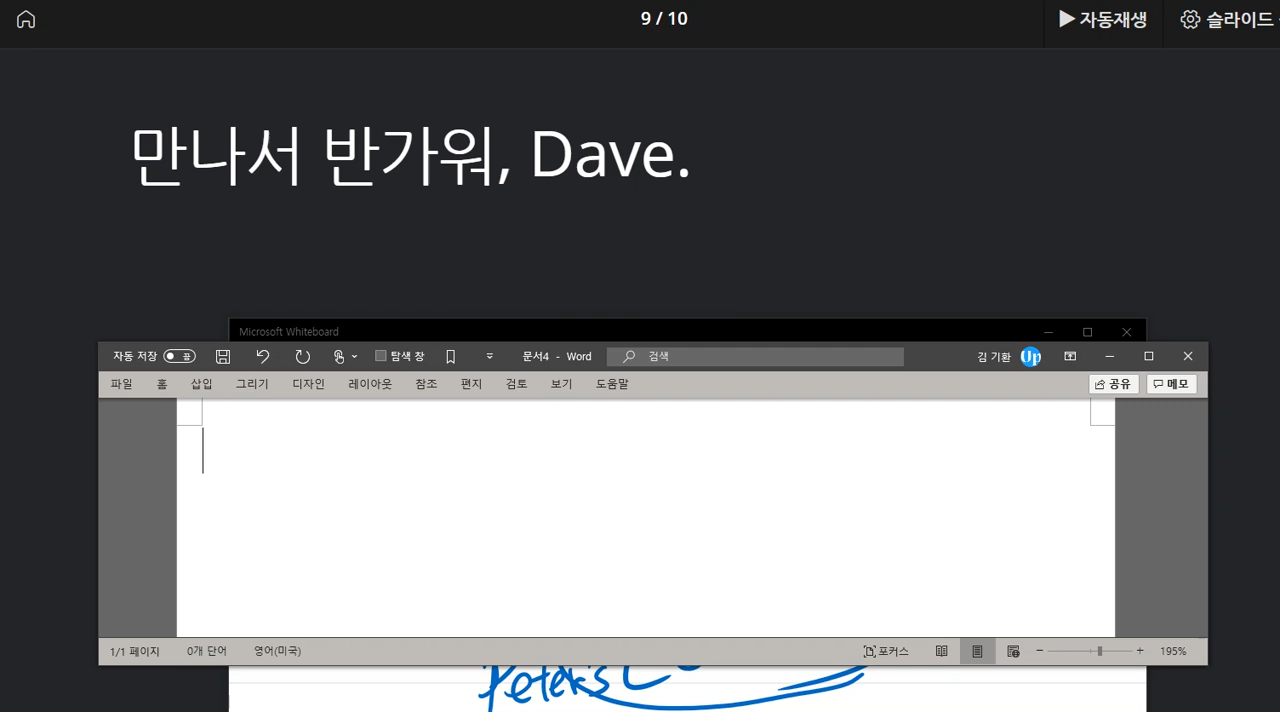 9 / 10
▶ 자동재생
슬라이드
만나서 반가워, Dave.
Microsoft Whiteboard
자동 저장 끔 탐색 창 문서4 - Word 검색 김 기환 Up
파일 홈 삽입 그리기 디자인 레이아웃 참조 편지 검토 보기 도움말 공유 메모
1/1 페이지 0개 단어 영어(미국) 포커스 195%
Peter's